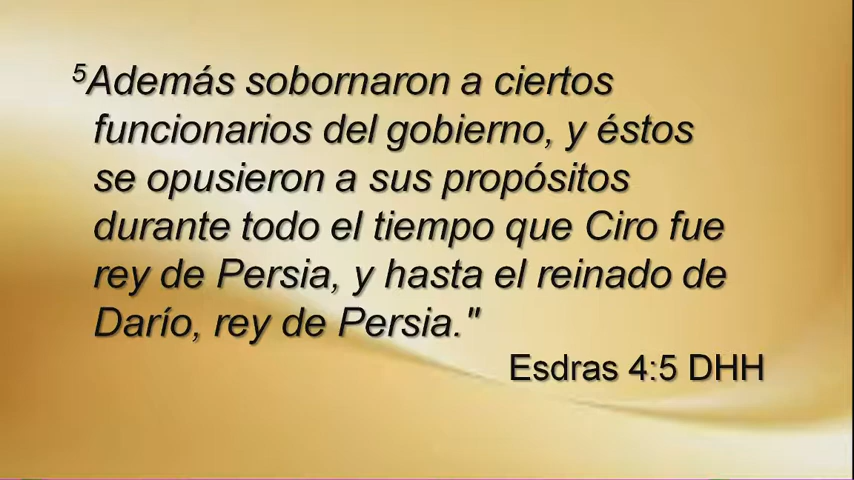 ⁵Además sobornaron a ciertos
funcionarios del gobierno, y éstos
se opusieron a sus propósitos
durante todo el tiempo que Ciro fue
rey de Persia, y hasta el reinado de
Darío, rey de Persia."
Esdras 4:5 DHH